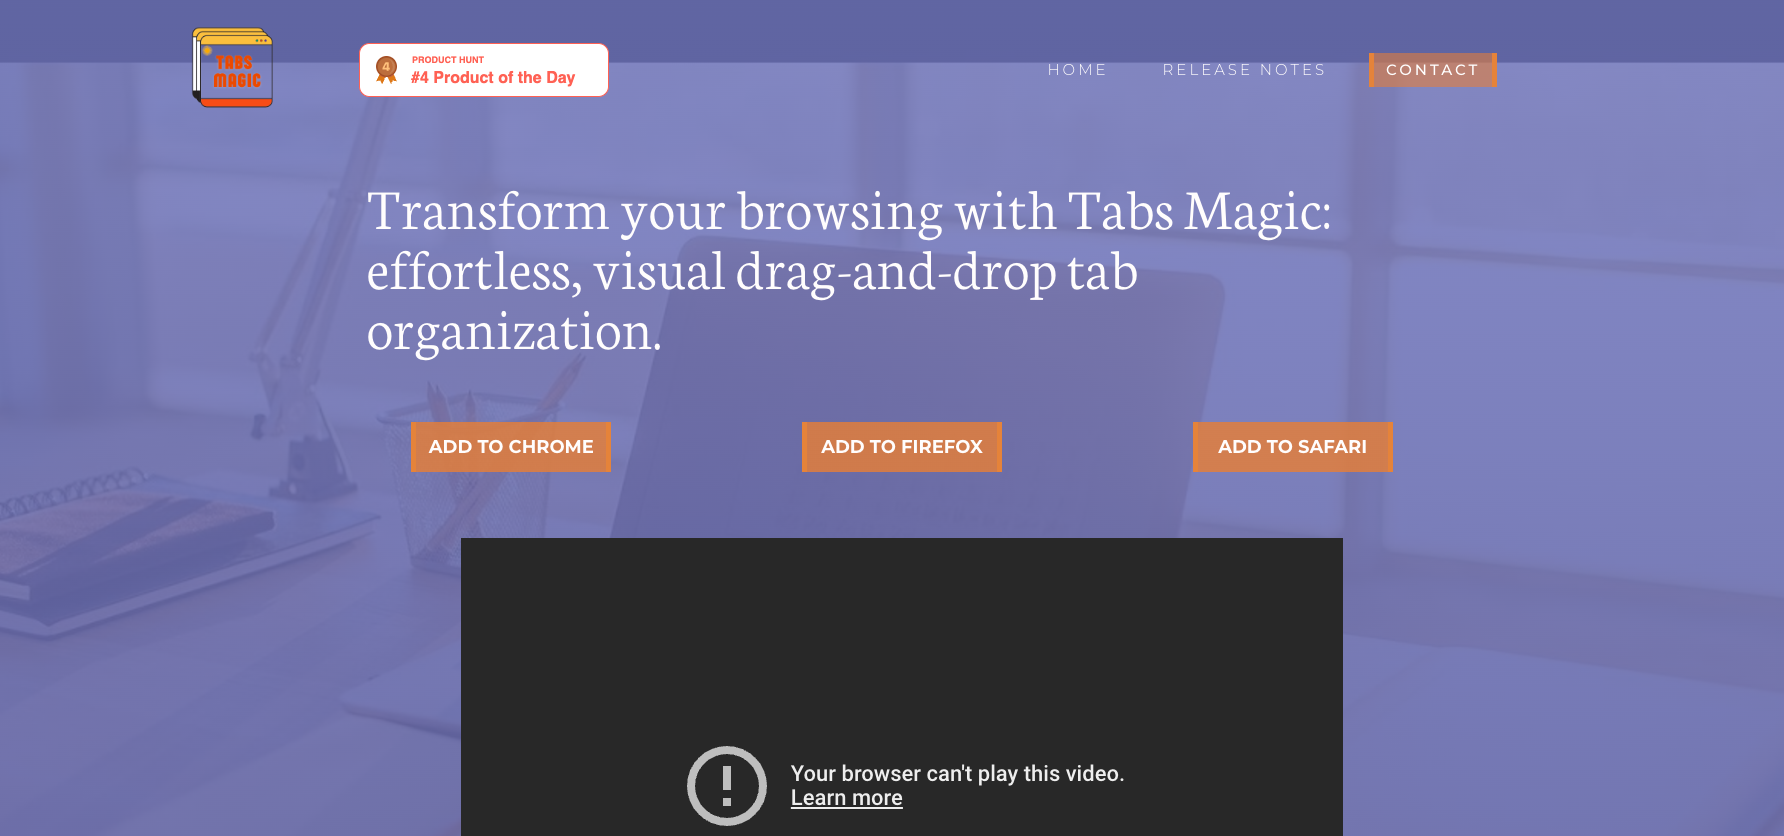 TABS
MAGIC
4
PRODUCT HUNT
#4 Product of the Day
HOME
RELEASE NOTES
CONTACT
Transform your browsing with Tabs Magic:
effortless, visual drag-and-drop tab
organization.
ADD TO CHROME
ADD TO FIREFOX
ADD TO SAFARI
Your browser can't play this video.
Learn more